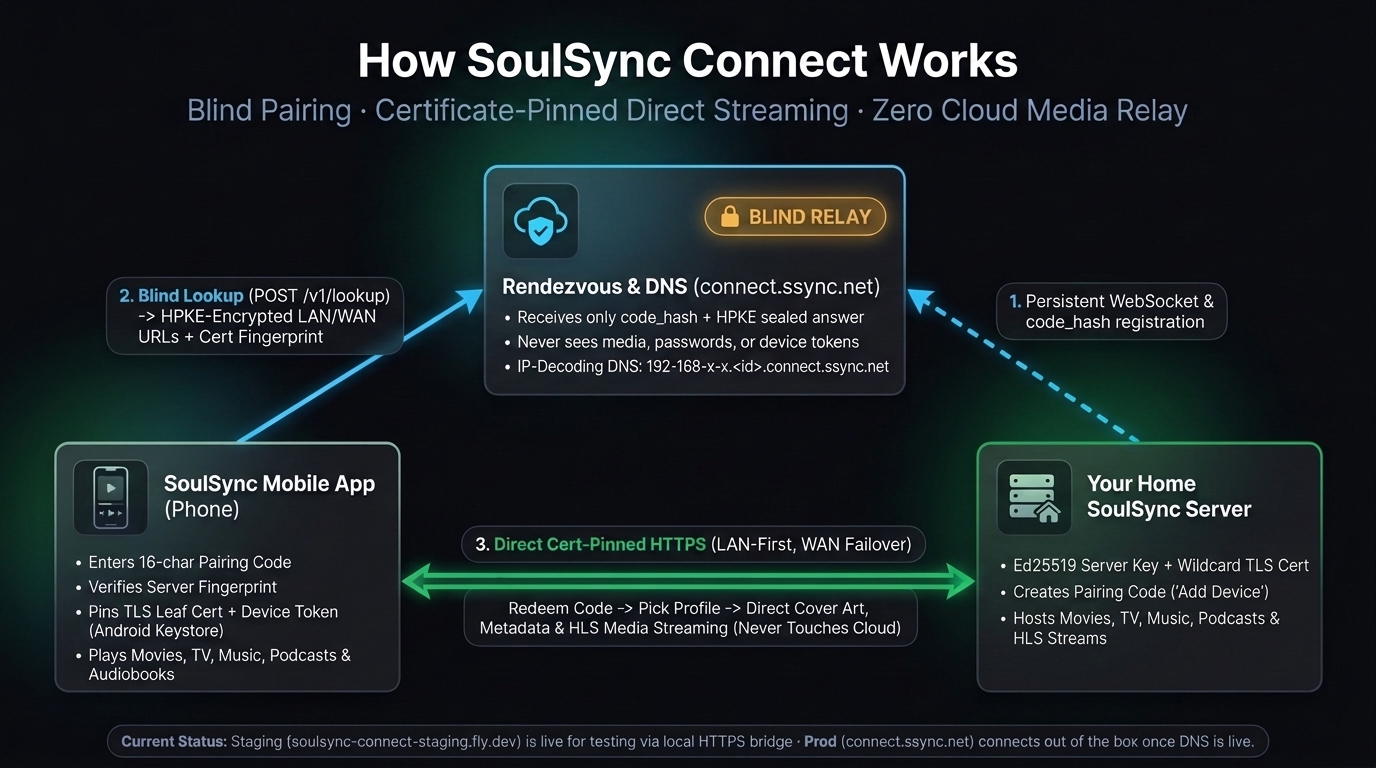 How SoulSync Connect Works
Blind Pairing · Certificate-Pinned Direct Streaming · Zero Cloud Media Relay
BLIND RELAY
Rendezvous & DNS (connect.ssync.net)
• Receives only code_hash + HPKE sealed answer
• Never sees media, passwords, or device tokens
• IP-Decoding DNS: 192-168-x-x.<id>.connect.ssync.net
2. Blind Lookup (POST /v1/lookup)
-> HPKE-Encrypted LAN/WAN
URLs + Cert Fingerprint
1. Persistent WebSocket &
code_hash registration
SoulSync Mobile App
(Phone)
• Enters 16-char Pairing Code
• Verifies Server Fingerprint
• Pins TLS Leaf Cert + Device Token
(Android Keystore)
• Plays Movies, TV, Music, Podcasts &
Audiobooks
3. Direct Cert-Pinned HTTPS (LAN-First, WAN Failover)
Redeem Code -> Pick Profile -> Direct Cover Art,
Metadata & HLS Media Streaming (Never Touches Cloud)
Your Home
SoulSync Server
• Ed25519 Server Key + Wildcard TLS Cert
• Creates Pairing Code ('Add Device')
• Hosts Movies, TV, Music, Podcasts &
HLS Streams
Current Status: Staging (soulsync-connect-staging.fly.dev) is live for testing via local HTTPS bridge · Prod (connect.ssync.net) connects out of the box once DNS is live.